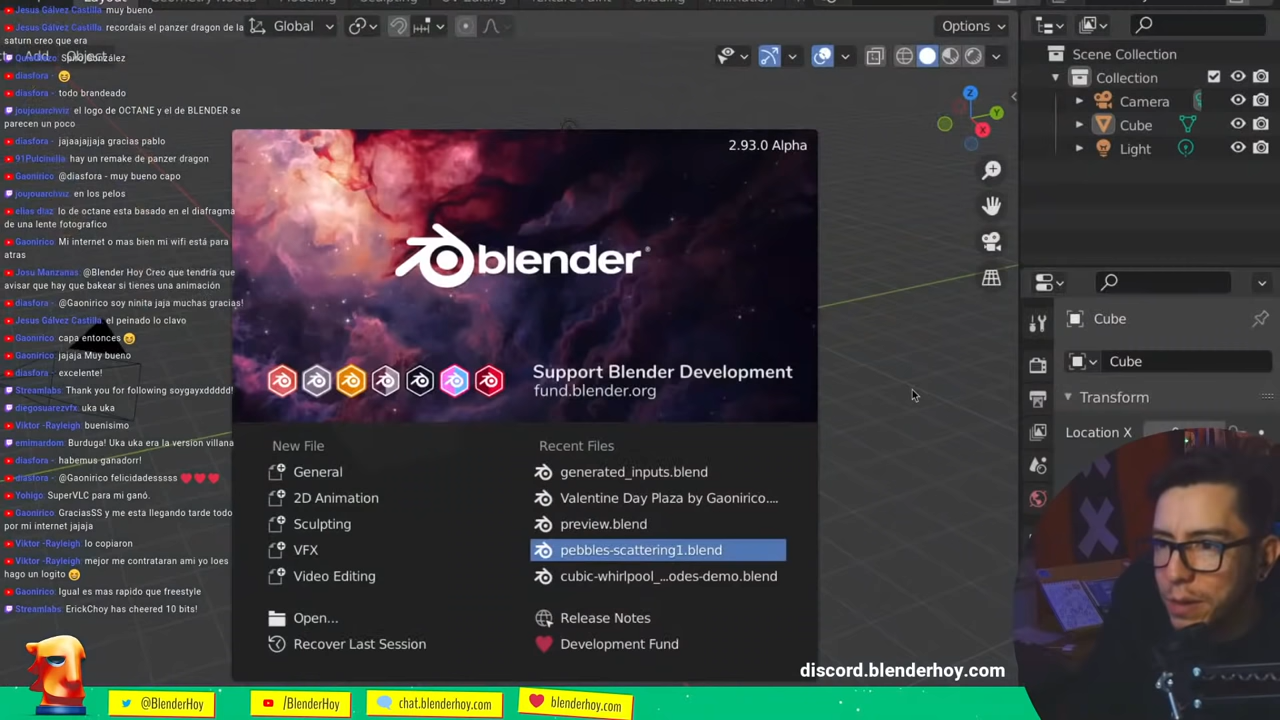 Jesus Gálvez Castilla muy bueno
Jesus Gálvez Castilla recordais el panzer dragon de la
saturn creo que era
diasfora -
diasfora - todo brandeado
joujouarchviz el logo de OCTANE y el de BLENDER se
parecen un poco
diasfora - jajaajajjaja gracias pablo
91Pulcinella hay un remake de panzer dragon
Gaonirico @diasfora - muy bueno capo
joujouarchviz en los pelos
elias diaz lo de octane esta basado en el diafragma
de una lente fotografico
Gaonirico Mi internet o mas bien mi wifi está para
atras
Josu Manzanas: @Blender Hoy Creo que tendría que
avisar que hay que bakear si tienes una animación
diasfora - @Gaonirico soy ninita jaja muchas gracias!
Jesus Gálvez Castilla el peinado lo clavo
Gaonirico: capa entonces
Gaonirico: jajaja Muy bueno
diasfora - excelente!
Streamlabs: Thank you for following soygayxddddd!
diegosuarezvfx: uka uka
Viktor -Rayleigh: buenisimo
emimardom: Burduga! Uka uka era la version villana
diasfora - habemus ganadorr!
diasfora - @Gaonirico felicidadesssss
Yohigo: SuperVLC para mi ganó.
Gaonirico: GraciasSS y me esta llegando tarde todo
por mi internet jajaja
Viktor -Rayleigh: lo copiaron
Viktor -Rayleigh: mejor me contrataran ami yo loes
hago un logito
Gaonirico: Igual es mas rapido que freestyle
Streamlabs: ErickChoy has cheered 10 bits!
Add Object
Global
Options
2.93.0 Alpha
blender
Support Blender Development
fund.blender.org
New File
General
2D Animation
Sculpting
VFX
Video Editing
Open...
Recover Last Session
Recent Files
generated_inputs.blend
Valentine Day Plaza by Gaonirico....
preview.blend
pebbles-scattering1.blend
cubic-whirlpool_...odes-demo.blend
Release Notes
Development Fund
Z
Y
X
Scene Collection
Collection
Camera
Cube
Light
Cube
Cube
Transform
Location X
discord.blenderhoy.com
@BlenderHoy
/BlenderHoy
chat.blenderhoy.com
blenderhoy.com